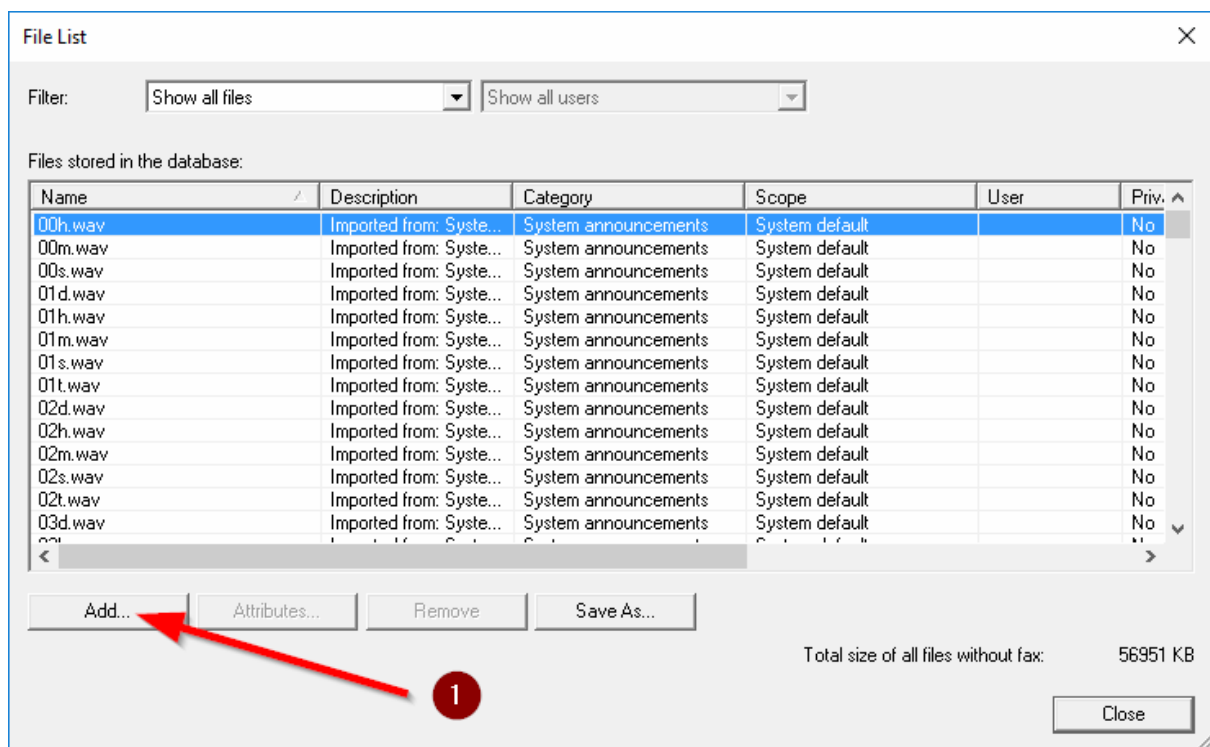 File List
Filter: Show all files Show all users
Files stored in the database:
Name Description Category Scope User Priv.
00h.wav Imported from: Syste... System announcements System default No
00m.wav Imported from: Syste... System announcements System default No
00s.wav Imported from: Syste... System announcements System default No
01d.wav Imported from: Syste... System announcements System default No
01h.wav Imported from: Syste... System announcements System default No
01m.wav Imported from: Syste... System announcements System default No
01s.wav Imported from: Syste... System announcements System default No
01t.wav Imported from: Syste... System announcements System default No
02d.wav Imported from: Syste... System announcements System default No
02h.wav Imported from: Syste... System announcements System default No
02m.wav Imported from: Syste... System announcements System default No
02s.wav Imported from: Syste... System announcements System default No
02t.wav Imported from: Syste... System announcements System default No
03d.wav Imported from: Syste... System announcements System default No
Add... Attributes... Remove Save As...
Total size of all files without fax: 56951 KB
1
Close